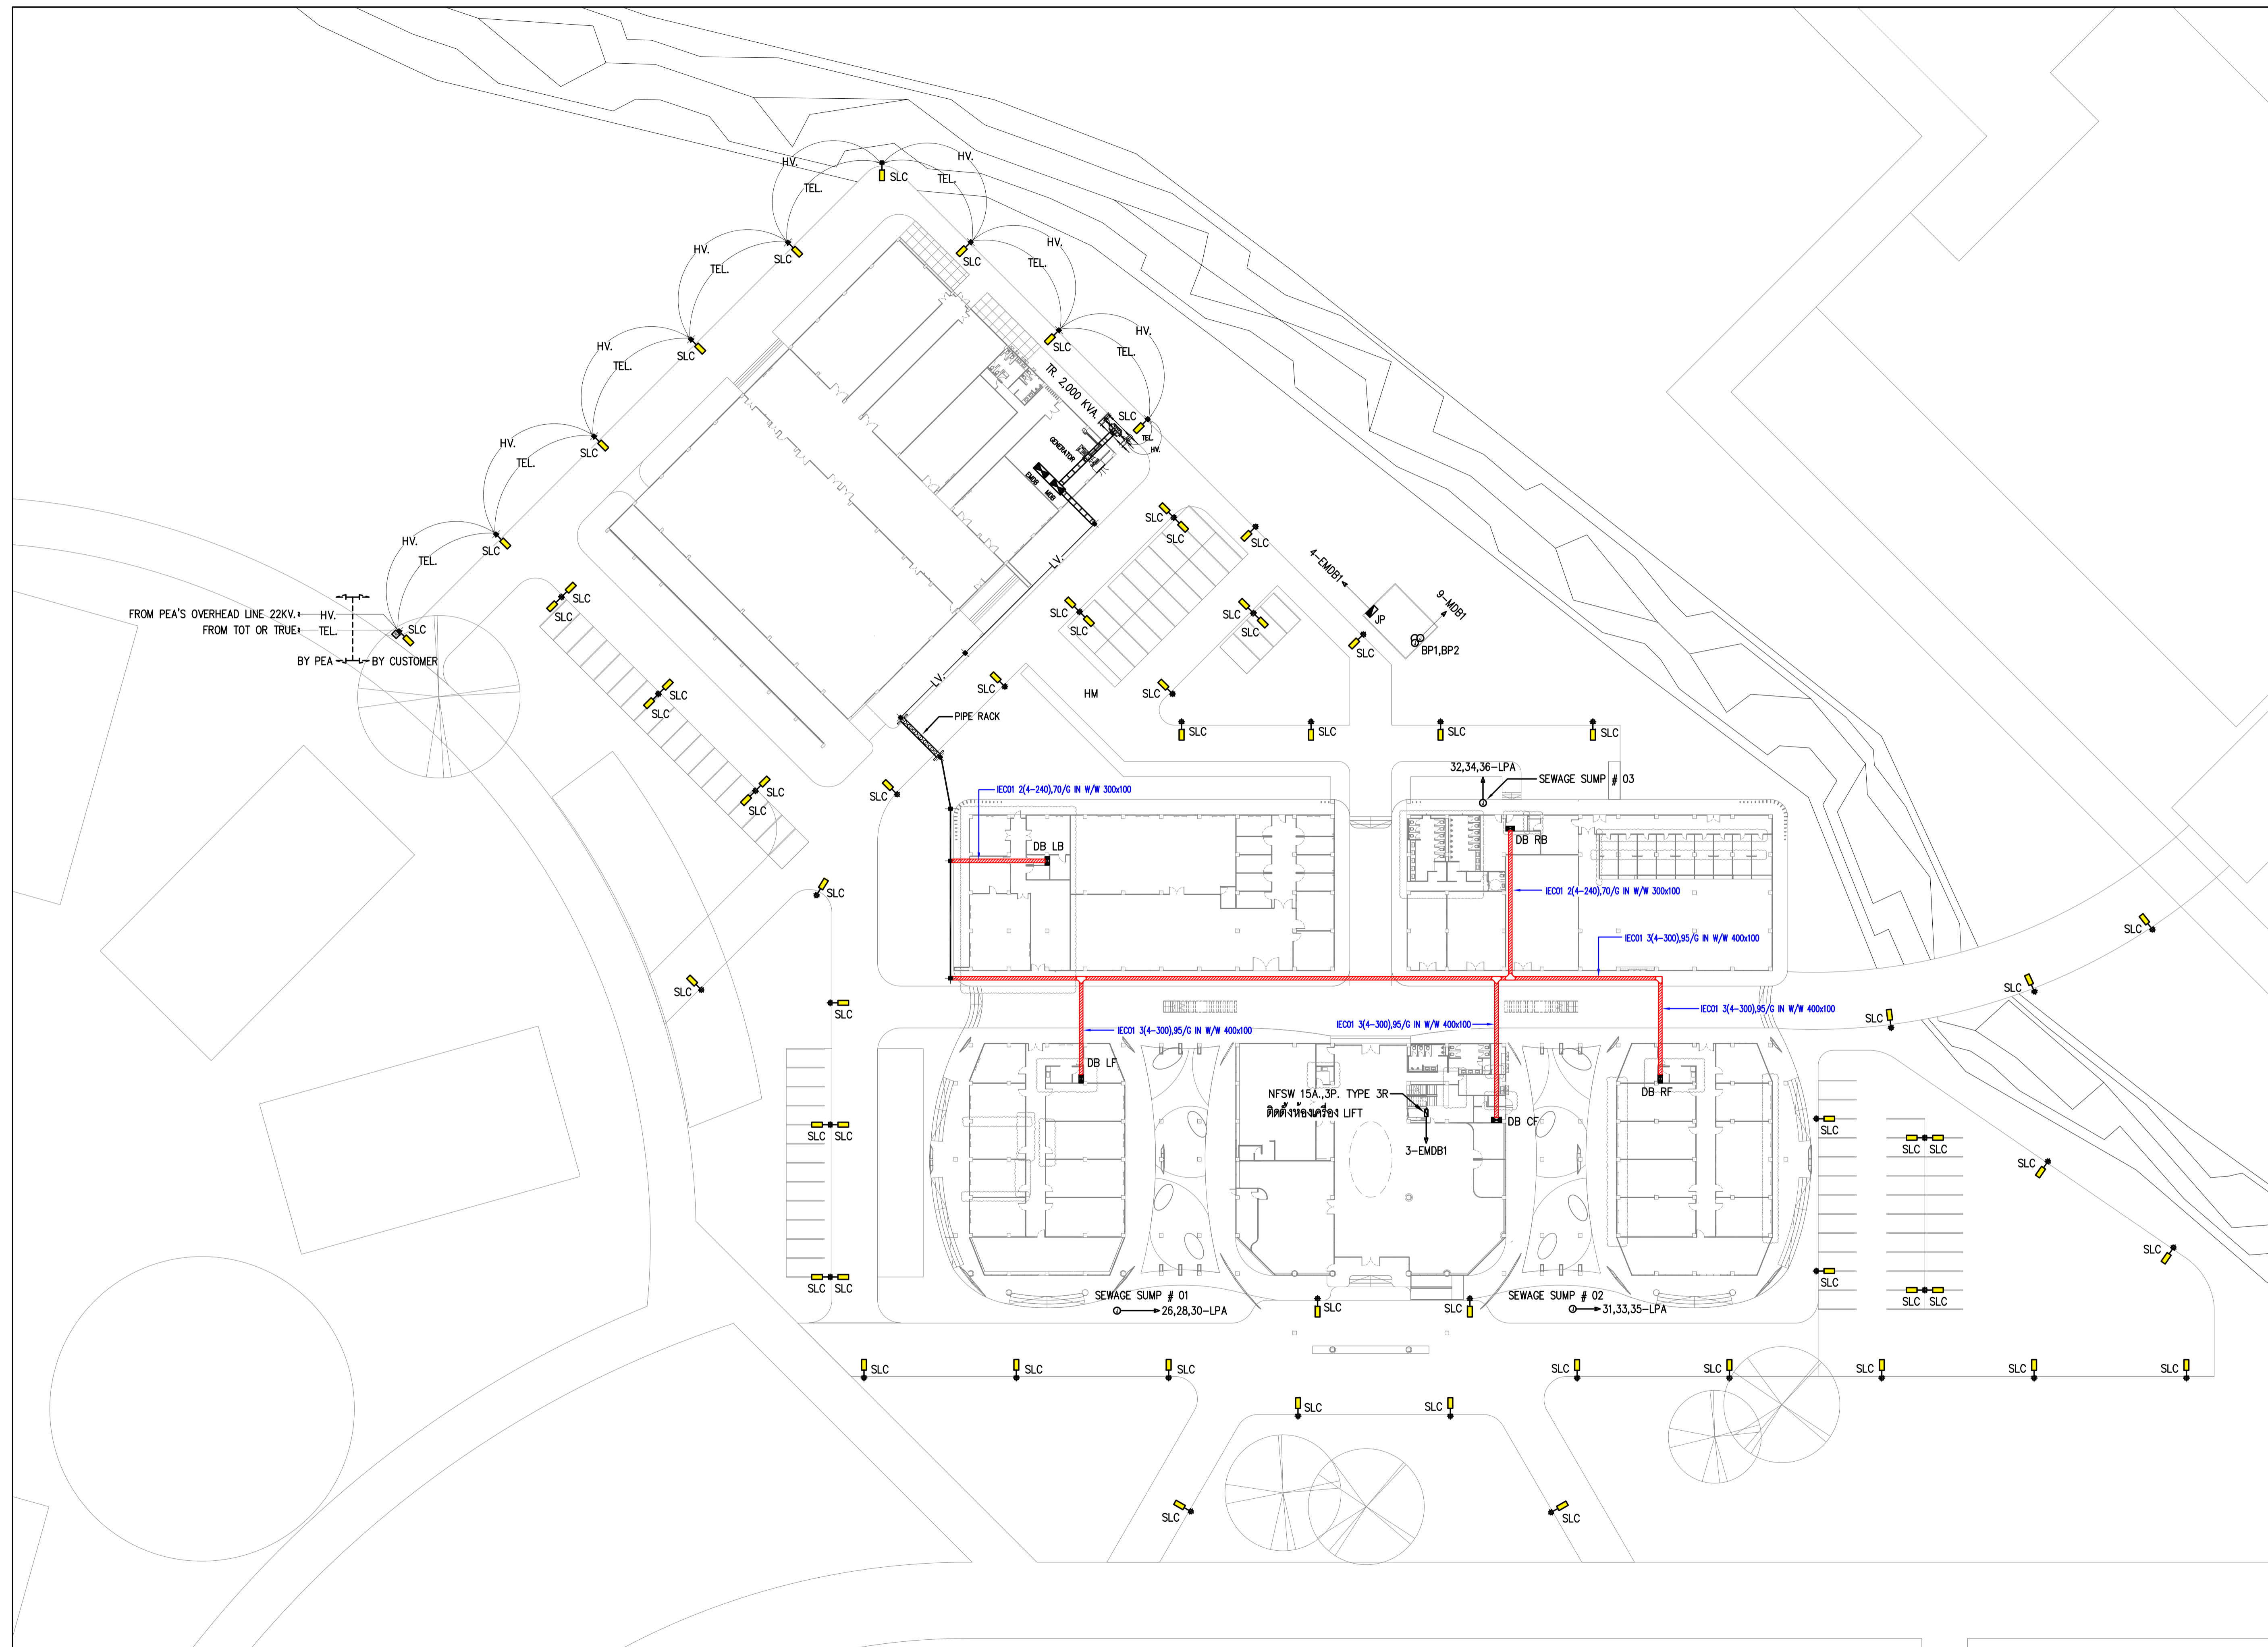 HV.
HV.
SLC
TEL.
TEL.
HV.
HV.
SLC
SLC
TEL.
TEL.
HV.
HV.
SLC
SLC
TEL.
TEL.
TR. 2,000 KVA.
SLC
HV.
SLC
TEL.
GENERATOR
TEL.
HV.
EMDB
MDB
HV.
SLC
TEL.
SLC
SLC
SLC
LV.
4-EMDB1
9-MDB1
FROM PEA'S OVERHEAD LINE 22KV.
HV.
SLC
FROM TOT OR TRUE
TEL.
BY PEA
BY CUSTOMER
SLC
SLC
SLC
SLC
SLC
SLC
JP
SLC
BP1,BP2
LV.
SLC
SLC
SLC
HM
SLC
PIPE RACK
SLC
SLC
SLC
SLC
SLC
SLC
SLC
32,34,36-LPA
SEWAGE SUMP # 03
IEC01 2(4-240),70/G IN W/W 300x100
DB LB
DB RB
SLC
IEC01 2(4-240),70/G IN W/W 300x100
IEC01 3(4-300),95/G IN W/W 400x100
SLC
SLC
SLC
SLC
SLC
IEC01 3(4-300),95/G IN W/W 400x100
IEC01 3(4-300),95/G IN W/W 400x100
IEC01 3(4-300),95/G IN W/W 400x100
DB LF
DB RF
NFSW 15A.,3P. TYPE 3R
ติดตั้งห้องเครื่อง LIFT
DB CF
3-EMDB1
SLC
SLC
SLC
SLC
SLC
SLC
SLC
SLC
SLC
SLC
SLC
SLC
SLC
SEWAGE SUMP # 01
26,28,30-LPA
SLC
SLC
SEWAGE SUMP # 02
31,33,35-LPA
SLC
SLC
SLC
SLC
SLC
SLC
SLC
SLC
SLC
SLC
SLC
SLC